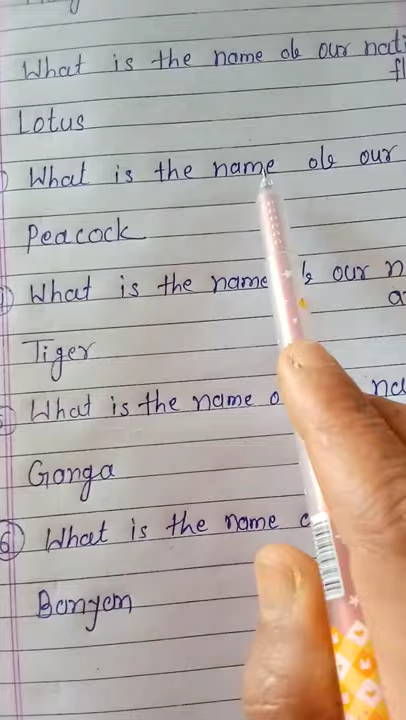 What is the name of our nati
fl
Lotus
What is the name of our
Peacock
What is the name of our n
a
Tiger
5 What is the name o na
Ganga
6 What is the name o
Banyan